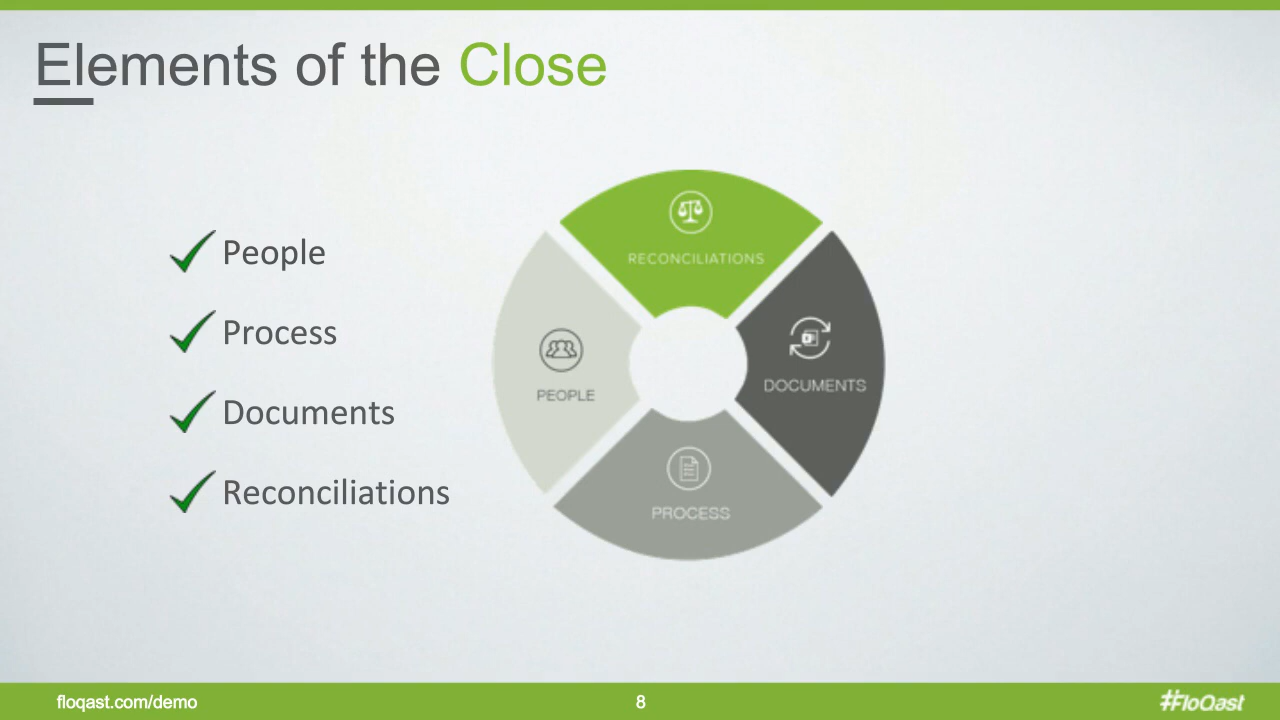 Elements of the Close
People
Process
Documents
Reconciliations
RECONCILIATIONS
PEOPLE
DOCUMENTS
PROCESS
floqast.com/demo
8
#FloQast